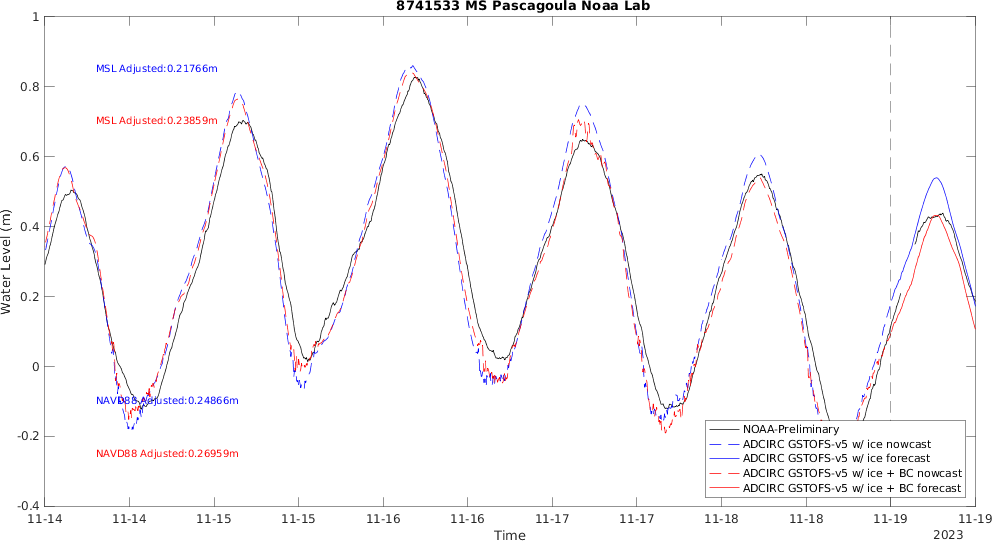 8741533 MS Pascagoula Noaa Lab
1
0.8
0.6
0.4
0.2
0
-0.2
-0.4
Water Level (m)
MSL Adjusted:0.21766m
MSL Adjusted:0.23859m
NAVD88 Adjusted:0.24866m
NAVD88 Adjusted:0.26959m
NOAA-Preliminary
ADCIRC GSTOFS-v5 w/ ice nowcast
ADCIRC GSTOFS-v5 w/ ice forecast
ADCIRC GSTOFS-v5 w/ ice + BC nowcast
ADCIRC GSTOFS-v5 w/ ice + BC forecast
11-14 11-14 11-15 11-15 11-16 11-16 11-17 11-17 11-18 11-18 11-19 11-19
Time
2023